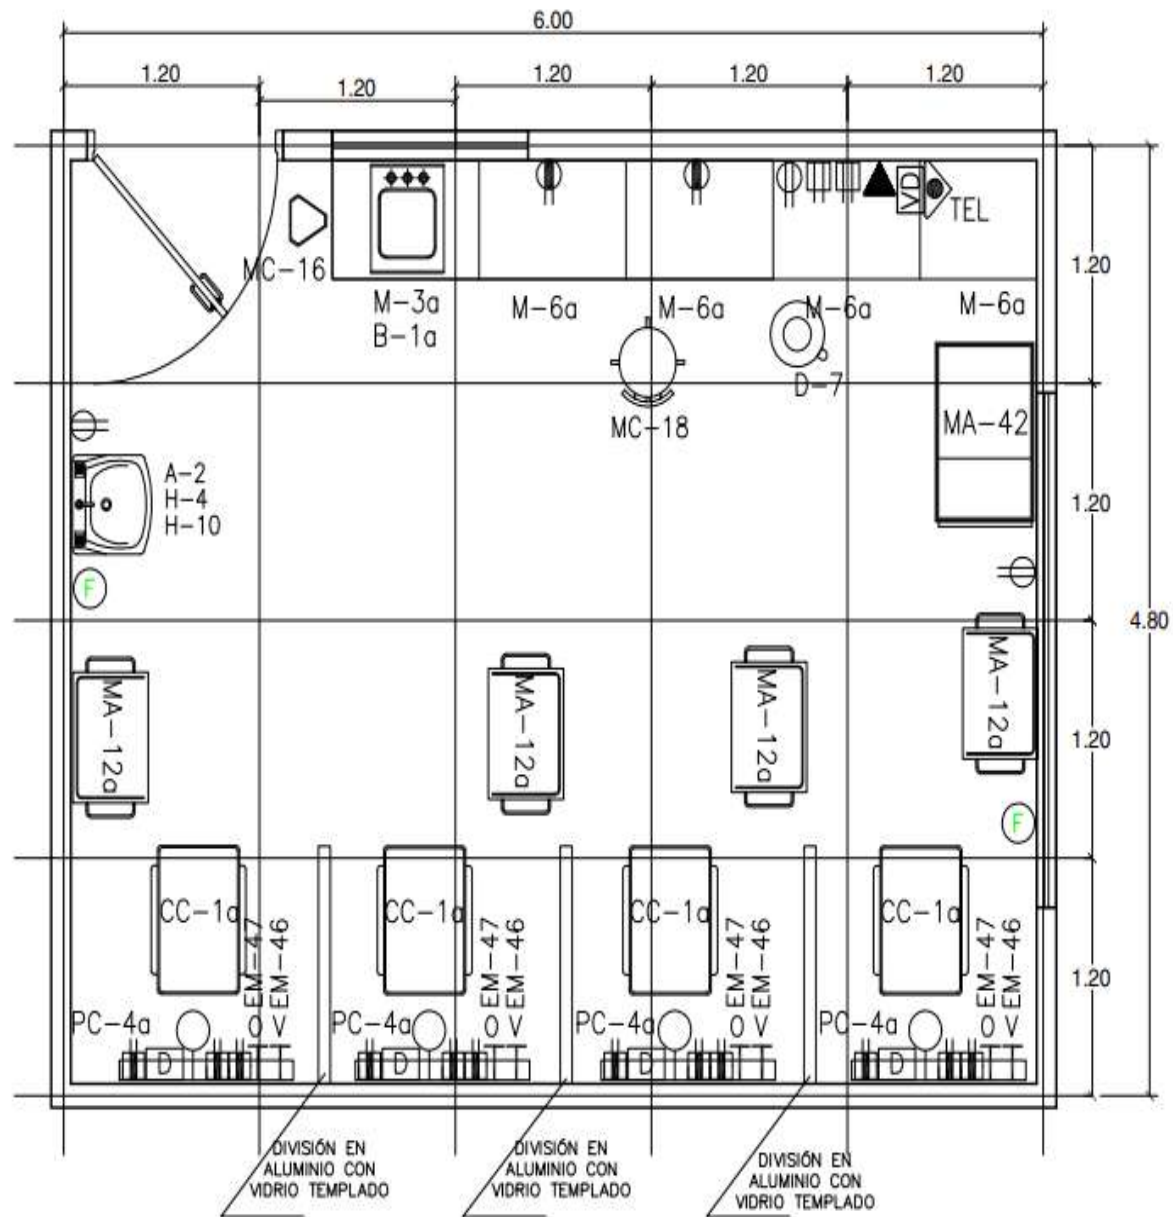 6.00
1.20
1.20
1.20
1.20
1.20
VD
TEL
MC-16
M-3a
B-1a
M-6a
M-6a
M-6a
M-6a
1.20
D-7
MC-18
MA-42
A-2
H-4
H-10
1.20
F
4.80
MA-12a
MA-12a
MA-12a
MA-12a
1.20
F
CC-1a
CC-1a
CC-1a
CC-1a
O EM-47
V EM-46
O EM-47
V EM-46
O EM-47
V EM-46
O EM-47
V EM-46
1.20
PC-4a
PC-4a
PC-4a
PC-4a
D
D
D
D
DIVISIÓN EN
ALUMINIO CON
VIDRIO TEMPLADO
DIVISIÓN EN
ALUMINIO CON
VIDRIO TEMPLADO
DIVISIÓN EN
ALUMINIO CON
VIDRIO TEMPLADO